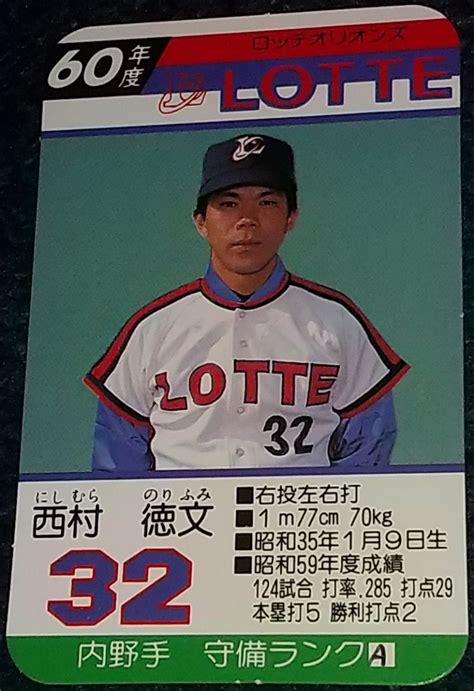 60年度
ロッテオリオンズ
LOTTE
LOTTE
32
にしむら のりふみ
西村 徳文
32
■右投左右打
■1m77cm 70kg
■昭和35年1月9日生
■昭和59年度成績
124試合 打率.285 打点29
本塁打5 勝利打点2
内野手 守備ランクA